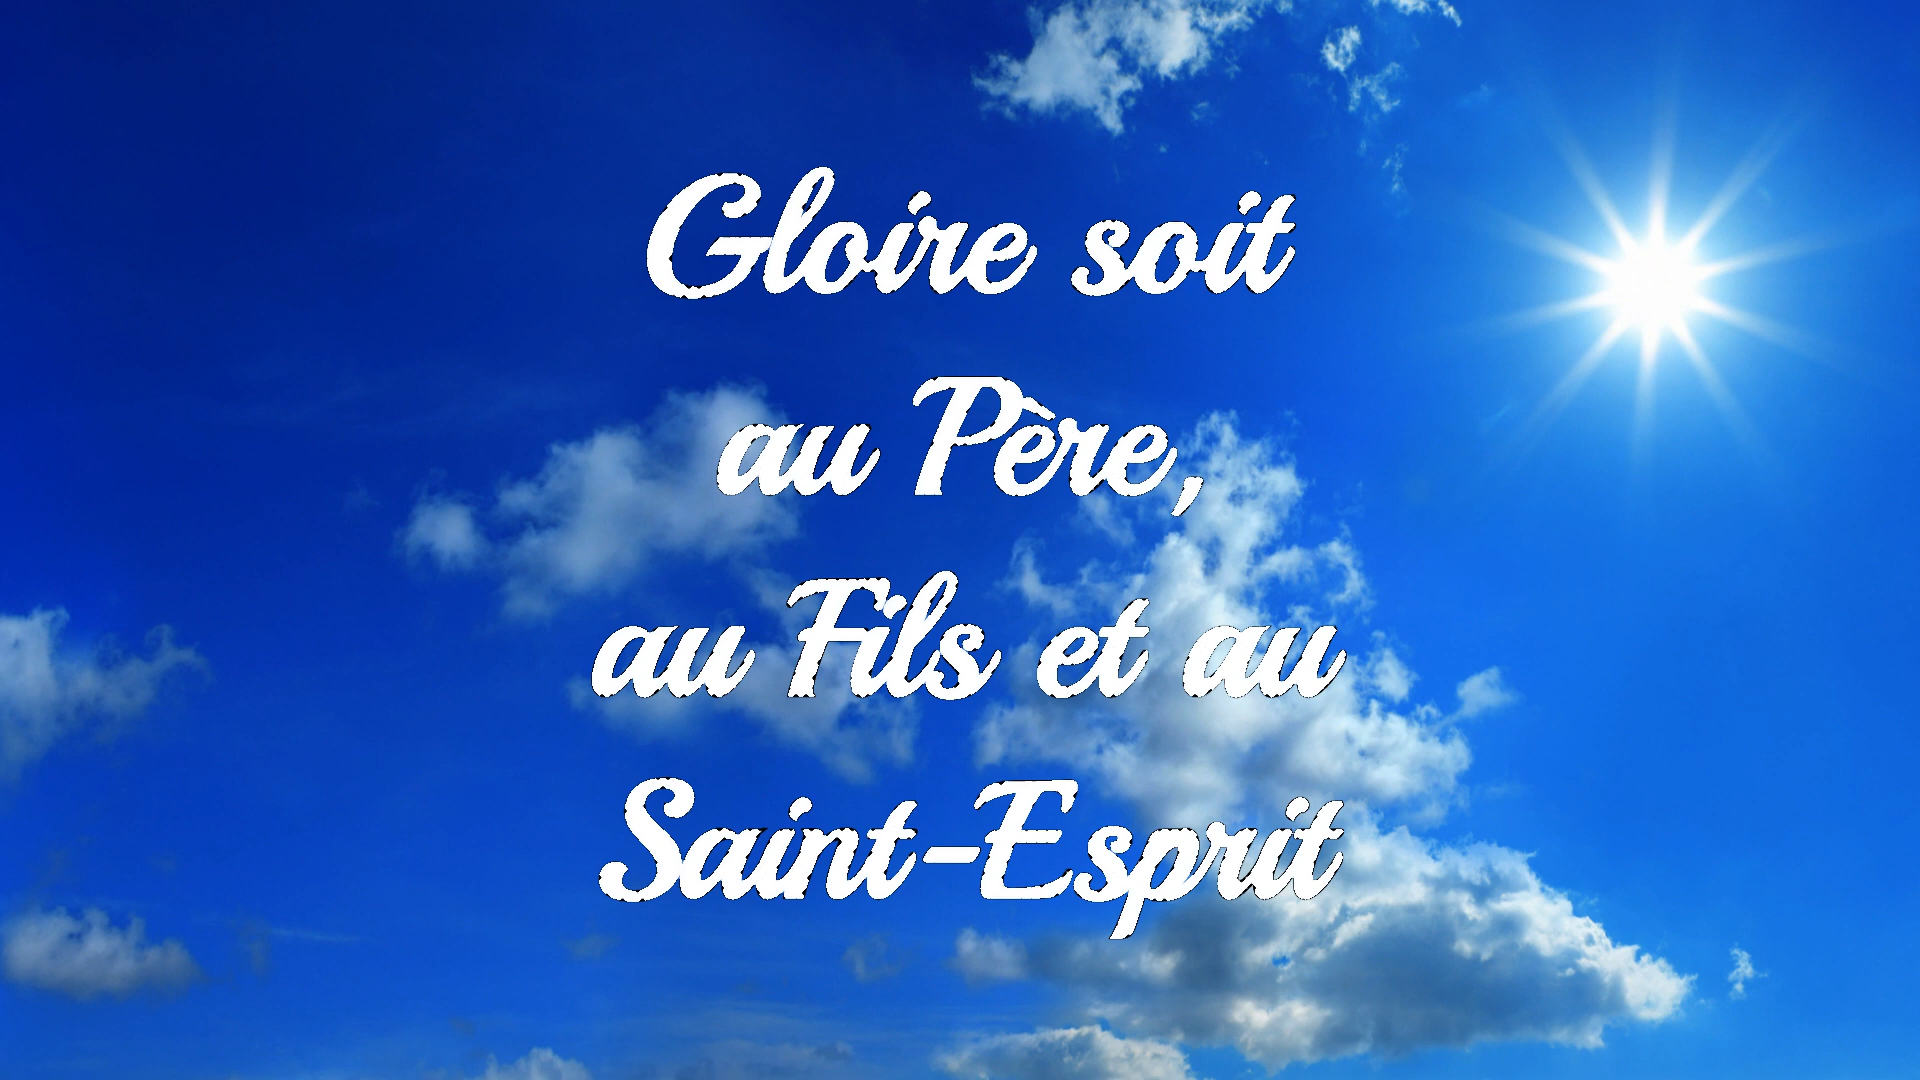 Gloire soit
au Père,
au Fils et au
Saint-Esprit